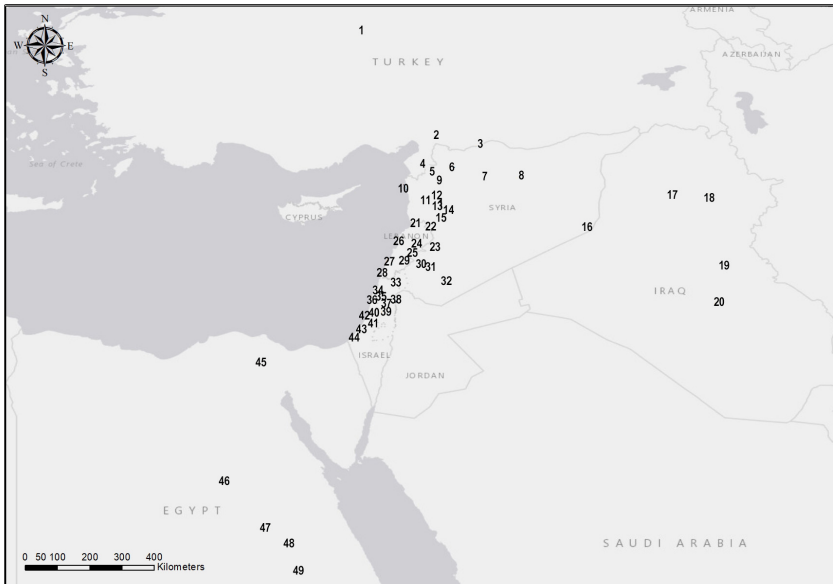 ARMENIA
N
1
W E
AZERBAIJAN
S
TURKEY
2
3
Sea of Crete
4
5
6
7
8
9
10
11
12
13
14
15
SYRIA
17
18
CYPRUS
21
22
16
LEBANON
26
24
23
25
27
29
30
31
19
28
32
33
34
35
36
37
38
IRAQ
20
39
40
41
42
43
44
ISRAEL
45
JORDAN
46
EGYPT
47
48
SAUDI ARABIA
0 50 100 200 300 400
Kilometers
49